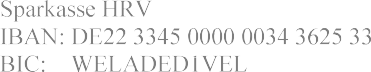 Sparkasse HRV
IBAN: DE22 3345 0000 0034 3625 33
BIC: WELADED1VEL